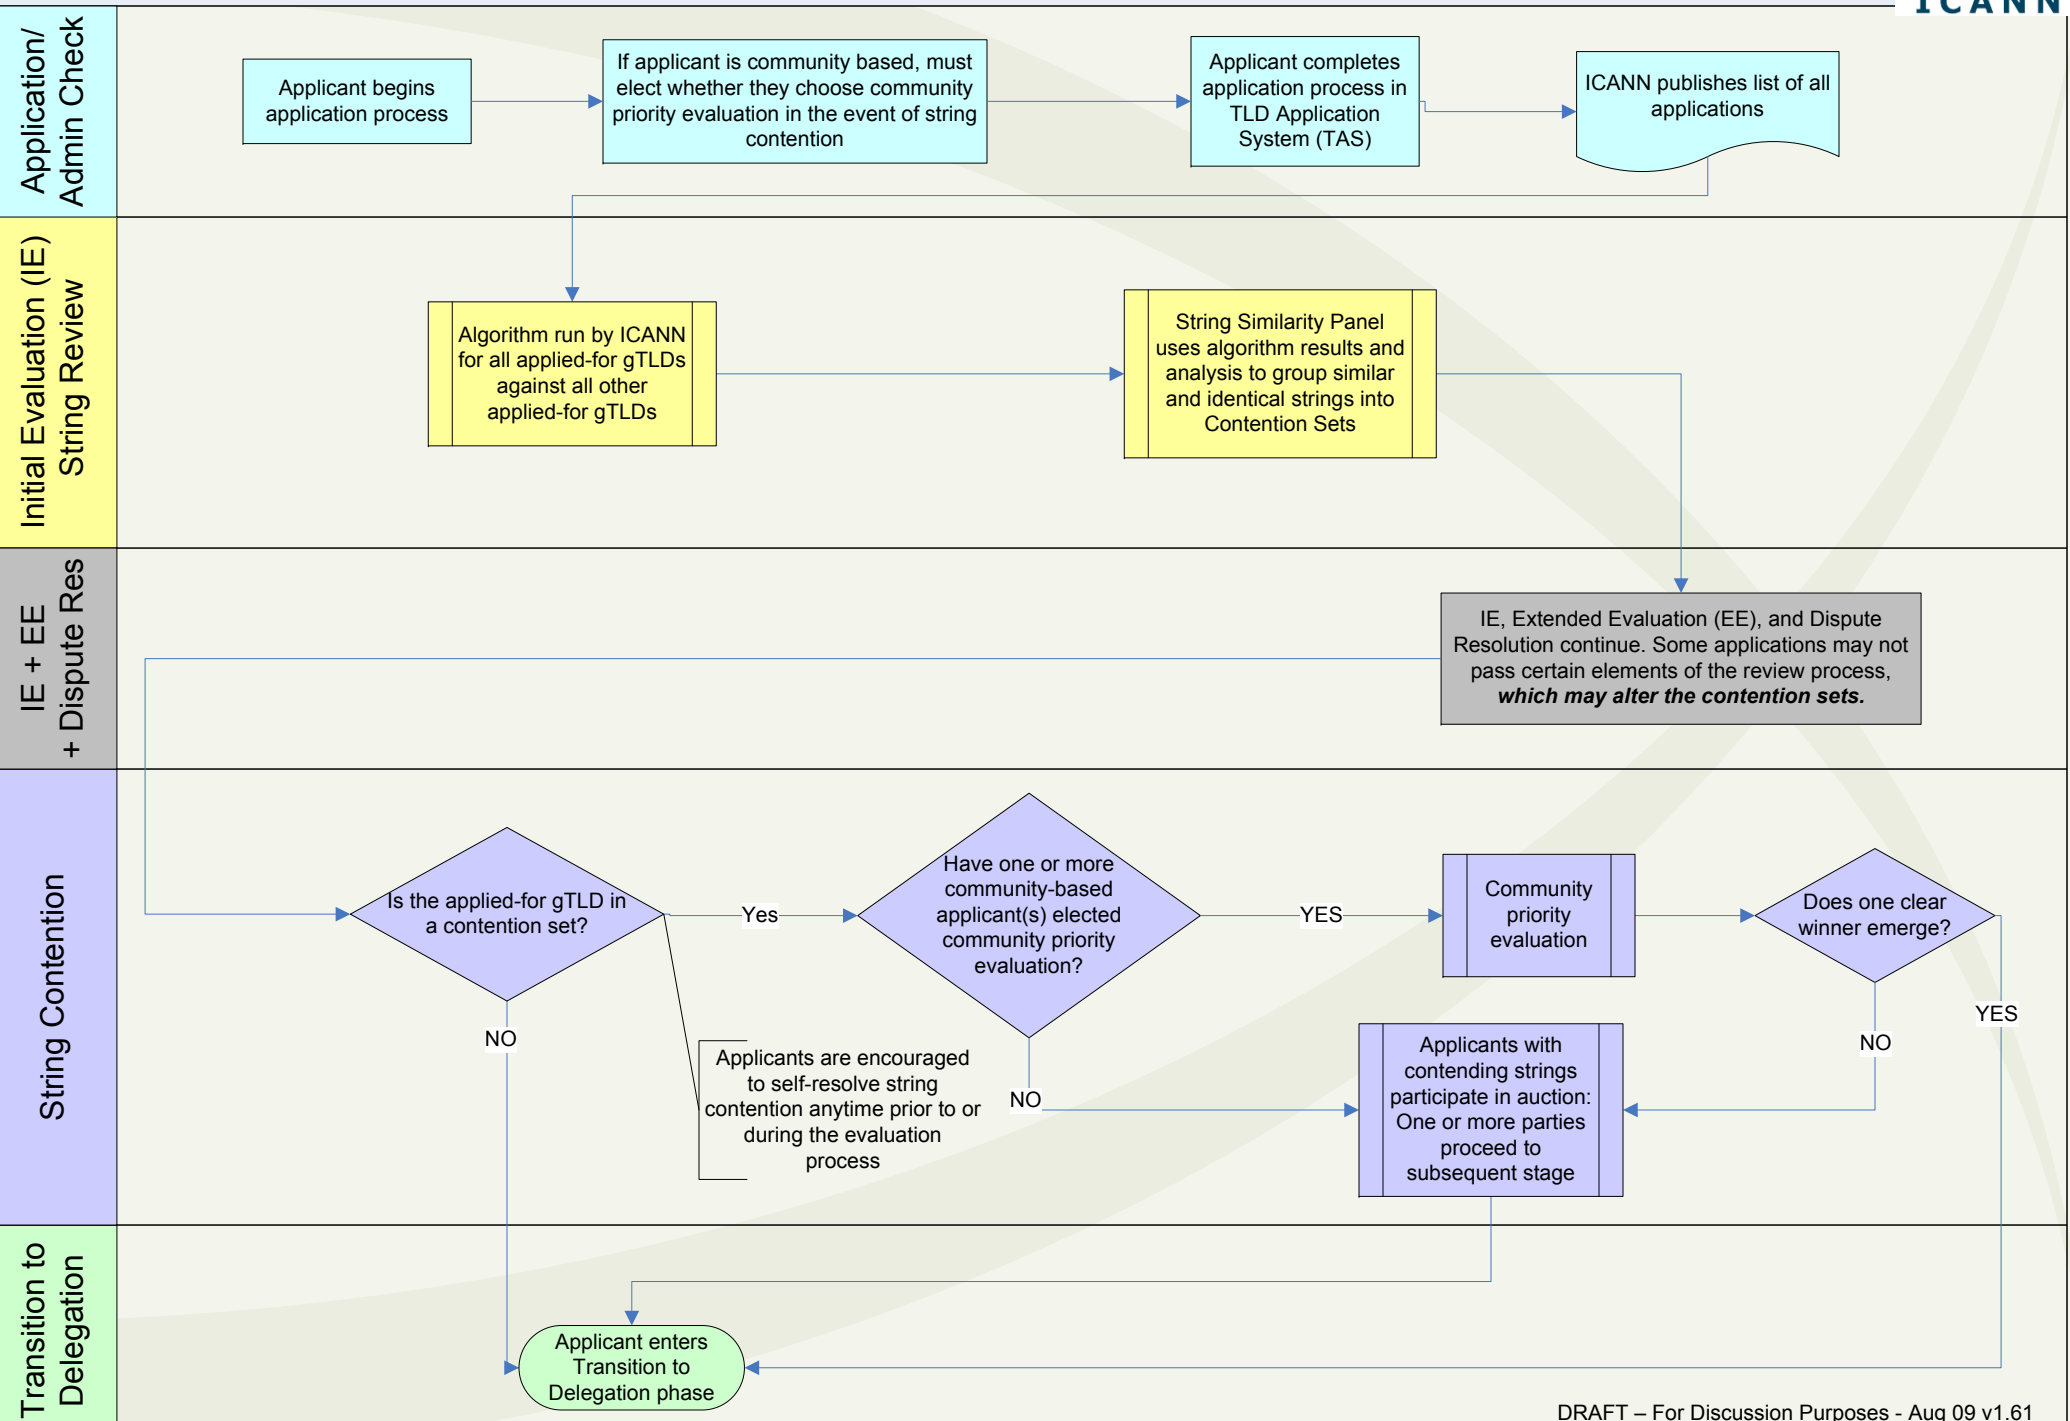 ICANN
Application/
Admin Check
Applicant begins
application process
If applicant is community based, must
elect whether they choose community
priority evaluation in the event of string
contention
Applicant completes
application process in
TLD Application
System (TAS)
ICANN publishes list of all
applications
Initial Evaluation (IE)
String Review
Algorithm run by ICANN
for all applied-for gTLDs
against all other
applied-for gTLDs
String Similarity Panel
uses algorithm results and
analysis to group similar
and identical strings into
Contention Sets
IE + EE
+ Dispute Res
IE, Extended Evaluation (EE), and Dispute
Resolution continue. Some applications may not
pass certain elements of the review process,
which may alter the contention sets.
String Contention
Is the applied-for gTLD in
a contention set?
Yes
NO
Applicants are encouraged
to self-resolve string
contention anytime prior to or
during the evaluation
process
Have one or more
community-based
applicant(s) elected
community priority
evaluation?
YES
NO
Community
priority
evaluation
Does one clear
winner emerge?
YES
NO
Applicants with
contending strings
participate in auction:
One or more parties
proceed to
subsequent stage
Transition to
Delegation
Applicant enters
Transition to
Delegation phase
DRAFT – For Discussion Purposes - Aug 09 v1.61